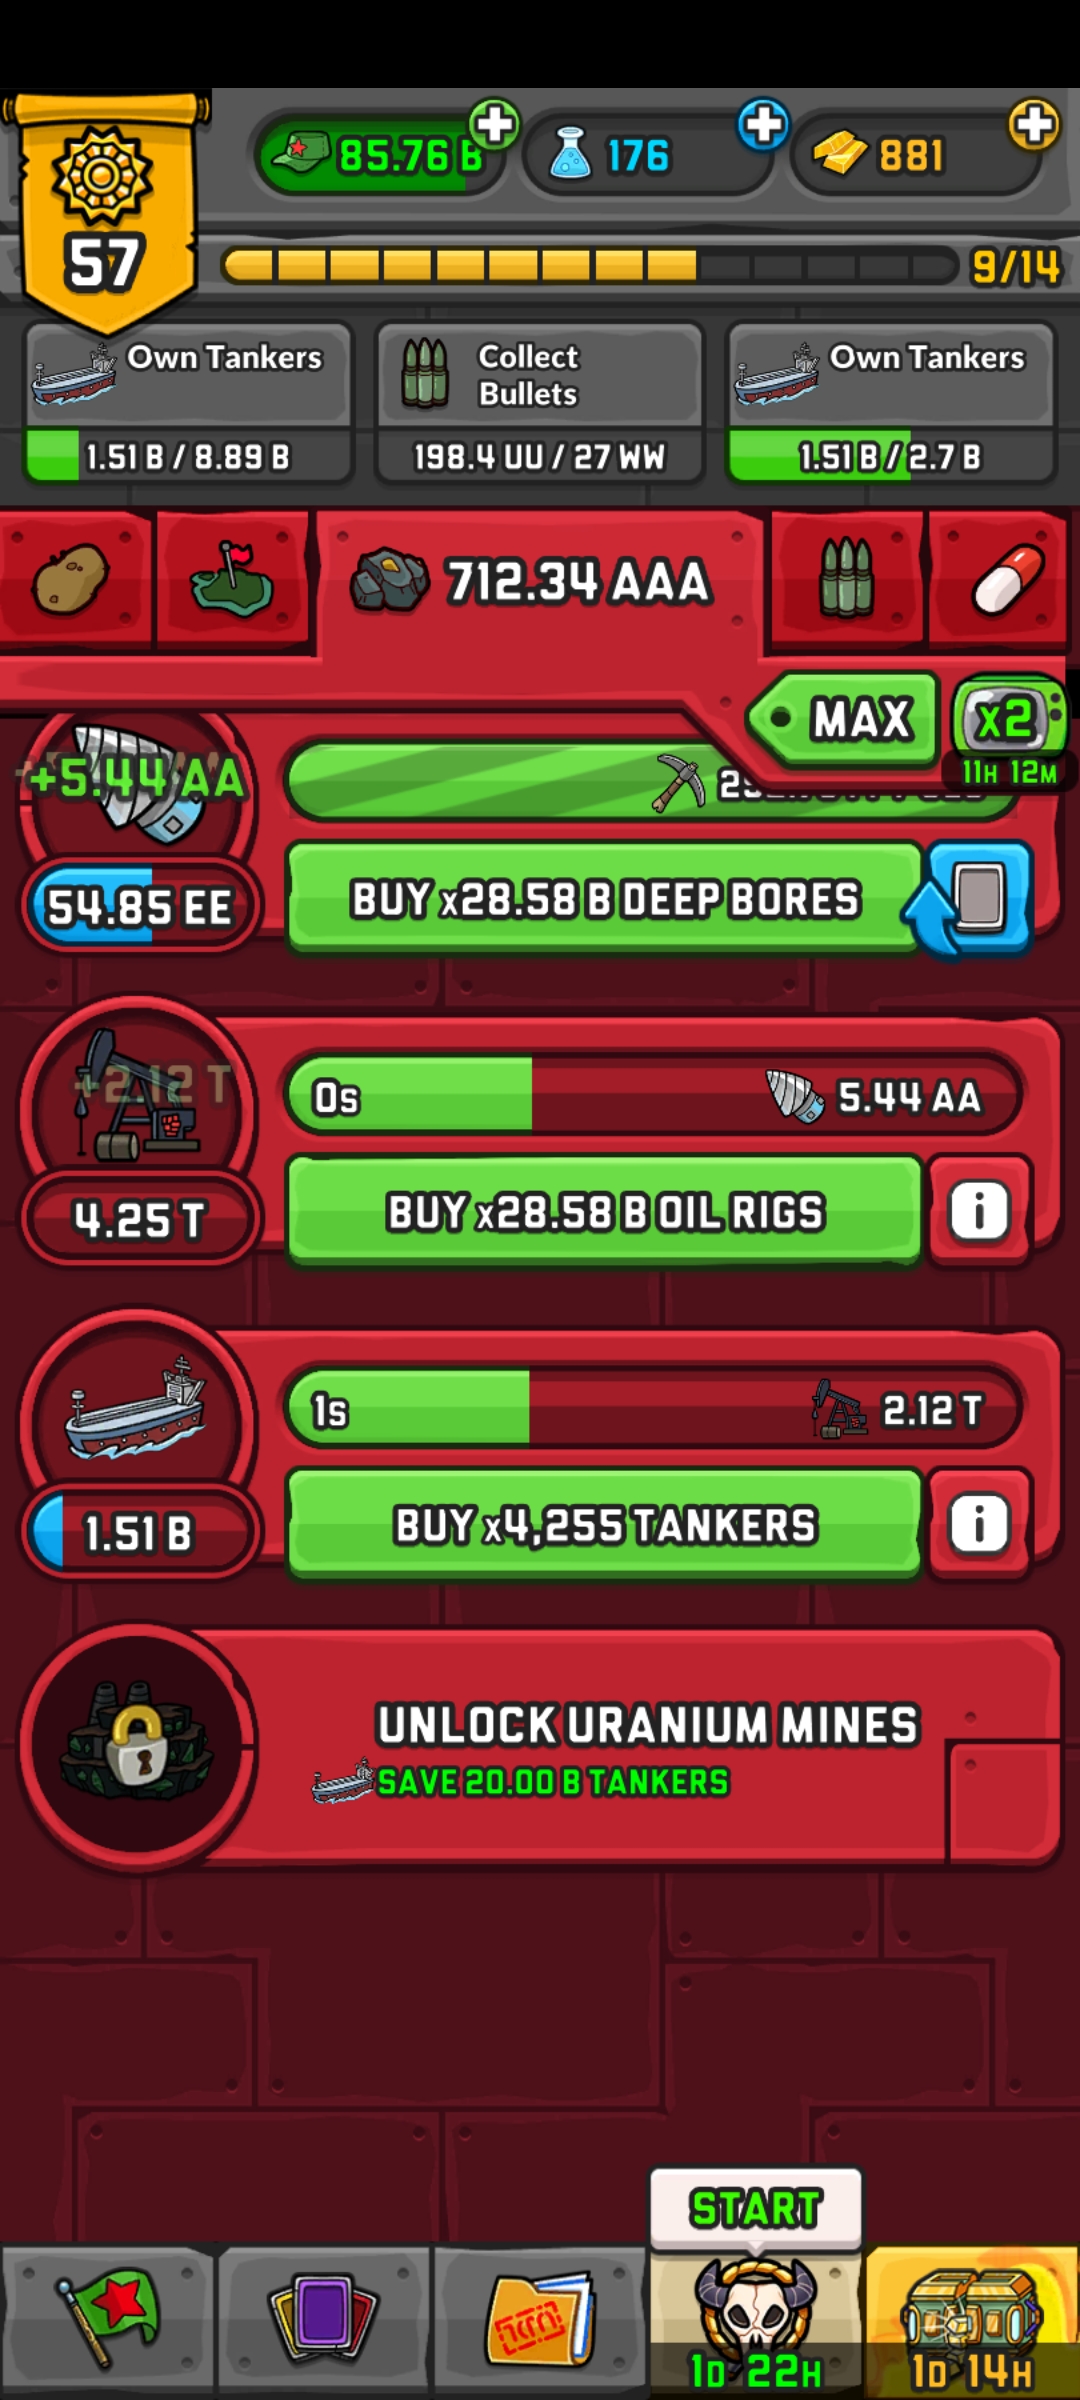 85.76 B
176
881
57
9/14
Own Tankers
1.51 B / 8.89 B
Collect
Bullets
198.4 UU / 27 WW
Own Tankers
1.51 B / 2.7 B
712.34 AAA
MAX
x2
11H 12M
+5.44 AA
54.85 EE
BUY x28.58 B DEEP BORES
+2.12 T
0s
5.44 AA
4.25 T
BUY x28.58 B OIL RIGS
i
1s
2.12 T
1.51 B
BUY x4,255 TANKERS
i
UNLOCK URANIUM MINES
SAVE 20.00 B TANKERS
START
1D 22H
1D 14H